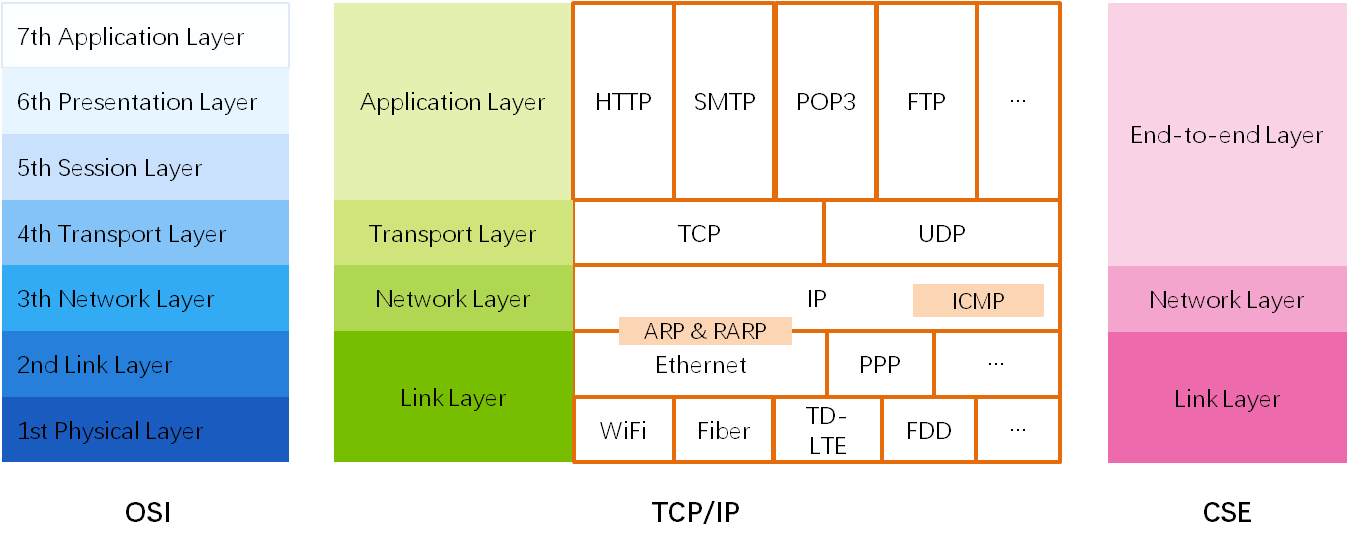 7th Application Layer
6th Presentation Layer
5th Session Layer
4th Transport Layer
3th Network Layer
2nd Link Layer
1st Physical Layer
OSI
Application Layer
Transport Layer
Network Layer
Link Layer
HTTP
SMTP
POP3
FTP
...
TCP
UDP
IP
ICMP
ARP & RARP
Ethernet
PPP
...
WiFi
Fiber
TD-
LTE
FDD
...
TCP/IP
End-to-end Layer
Network Layer
Link Layer
CSE